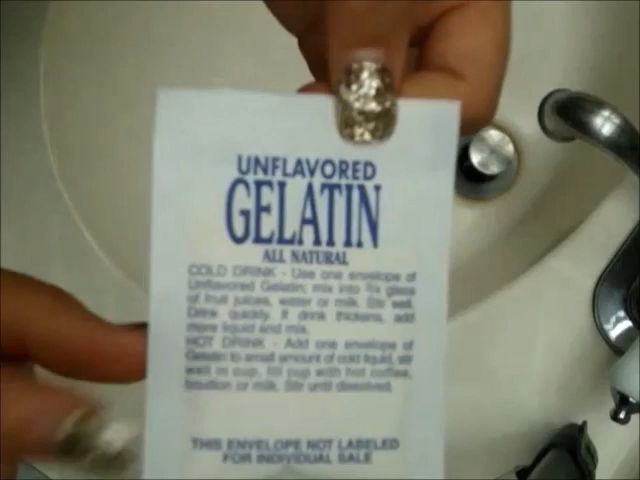 UNFLAVORED
GELATIN
ALL NATURAL
COLD DRINK - Use one envelope of
Unflavored Gelatin; mix into ¾ glass
of fruit juices, water or milk. Stir well.
Drink quickly. If drink thickens, add
more liquid and mix.
HOT DRINK - Add one envelope of
Gelatin to small amount of cold liquid, stir
well in cup, fill cup with hot coffee,
bouillon or milk. Stir until dissolved.
THIS ENVELOPE NOT LABELED
FOR INDIVIDUAL SALE